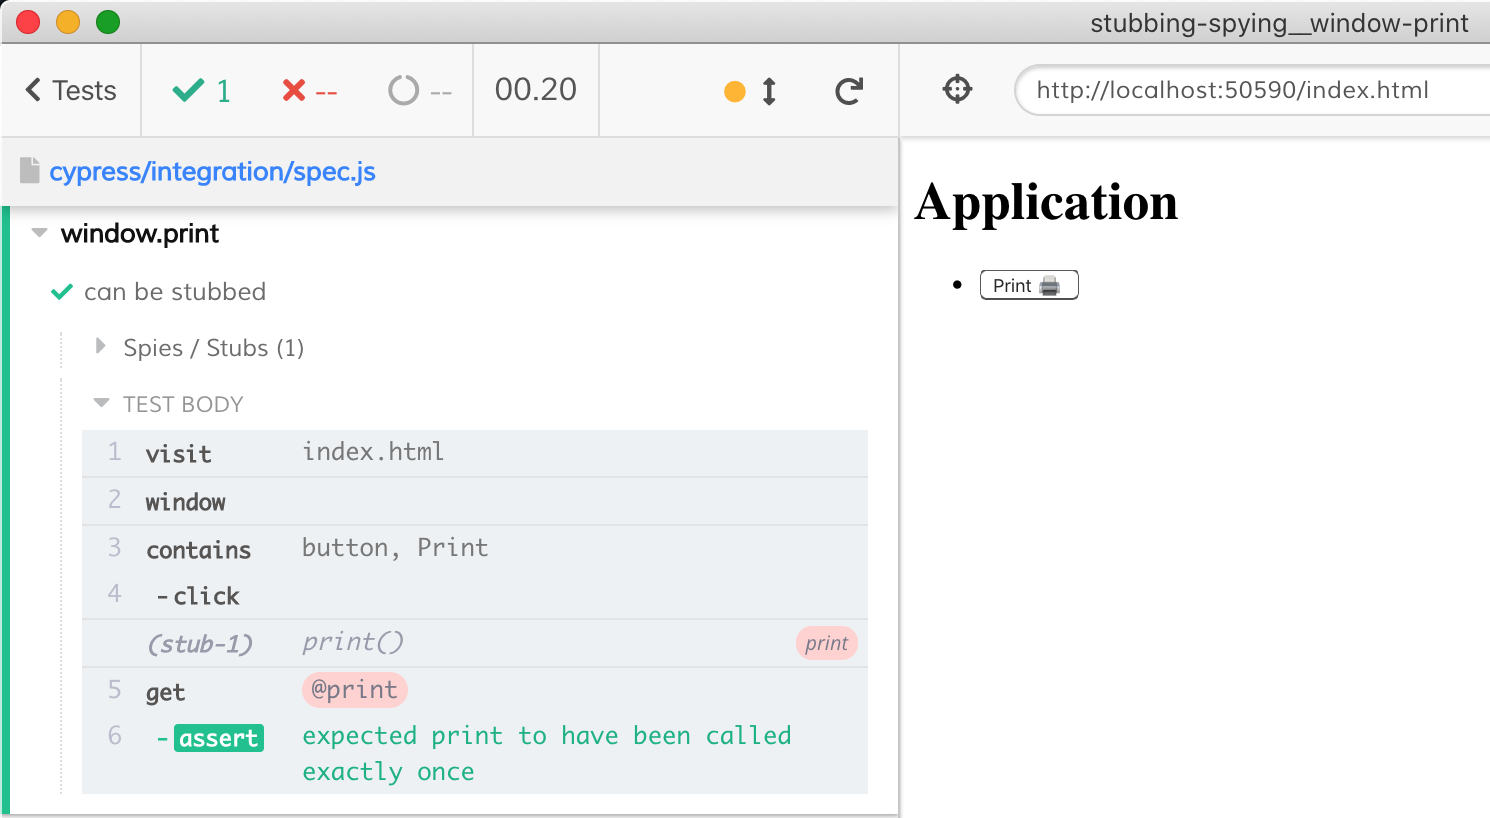 stubbing-spying__window-print
Tests
1
--
--
00.20
http://localhost:50590/index.html
cypress/integration/spec.js
window.print
can be stubbed
Spies / Stubs (1)
TEST BODY
1 visit index.html
2 window
3 contains button, Print
4 -click
(stub-1) print() print
5 get @print
6 -assert expected print to have been called
exactly once
Application
Print